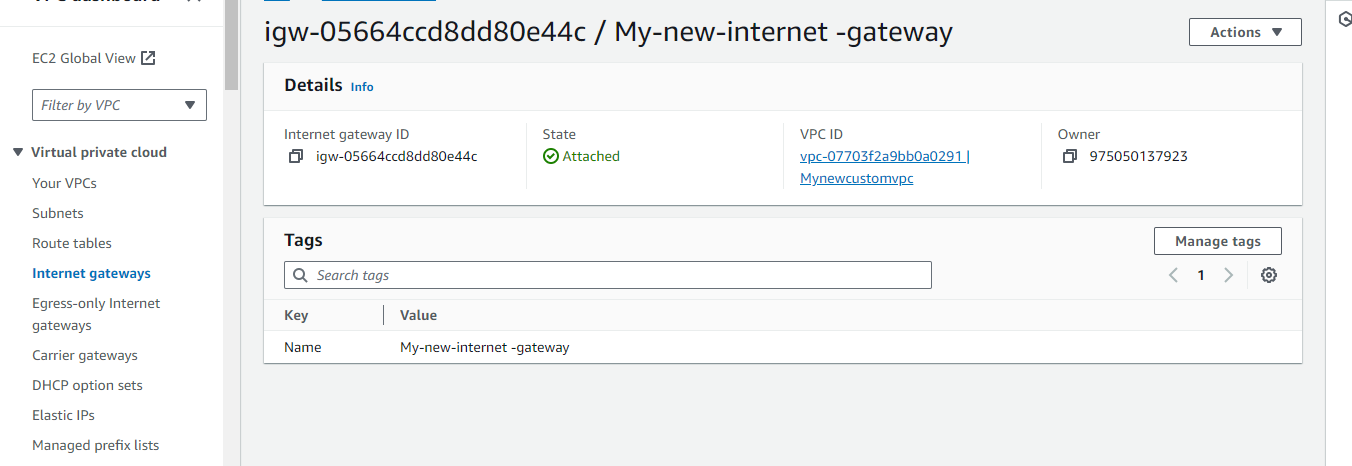 igw-05664ccd8dd80e44c / My-new-internet -gateway
Actions
EC2 Global View
Filter by VPC
Virtual private cloud
Your VPCs
Subnets
Route tables
Internet gateways
Egress-only Internet
gateways
Carrier gateways
DHCP option sets
Elastic IPs
Managed prefix lists
Details Info
Internet gateway ID
igw-05664ccd8dd80e44c
State
Attached
VPC ID
vpc-07703f2a9bb0a0291 |
Mynewcustomvpc
Owner
975050137923
Tags
Manage tags
Search tags
1
Key Value
Name My-new-internet -gateway